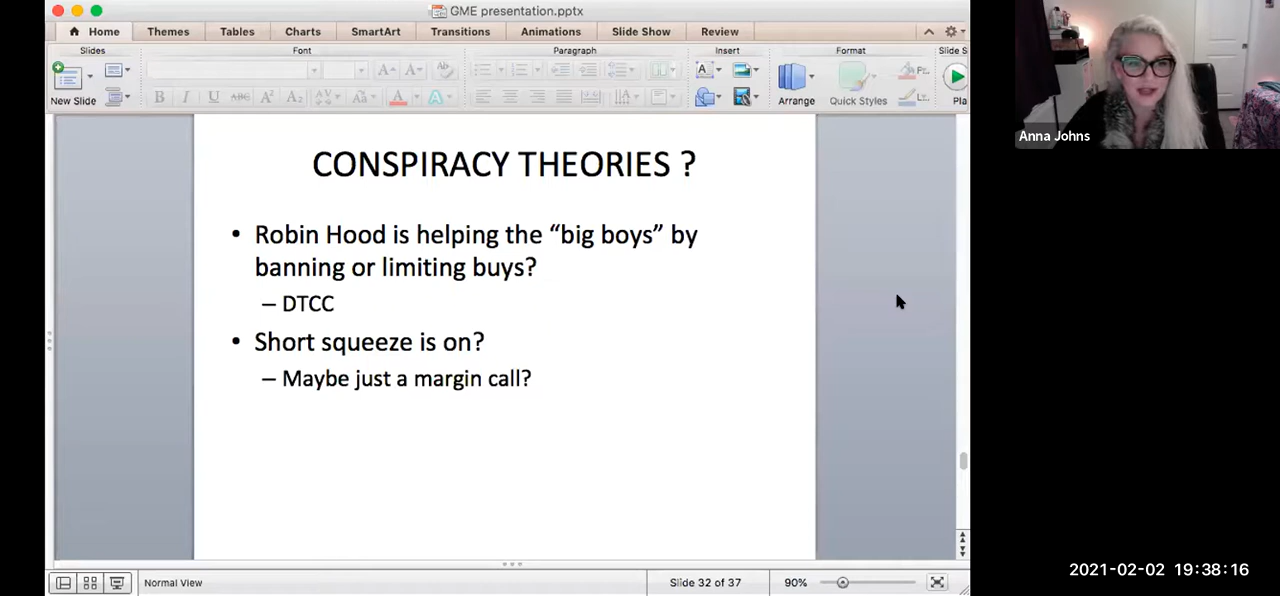 GME presentation.pptx
Home Themes Tables Charts SmartArt Transitions Animations Slide Show Review
Slides Font Paragraph Insert Format Slide S
New Slide Arrange Quick Styles Pla
Anna Johns
CONSPIRACY THEORIES ?
• Robin Hood is helping the “big boys” by
banning or limiting buys?
– DTCC
• Short squeeze is on?
– Maybe just a margin call?
Normal View Slide 32 of 37 90%
2021-02-02 19:38:16